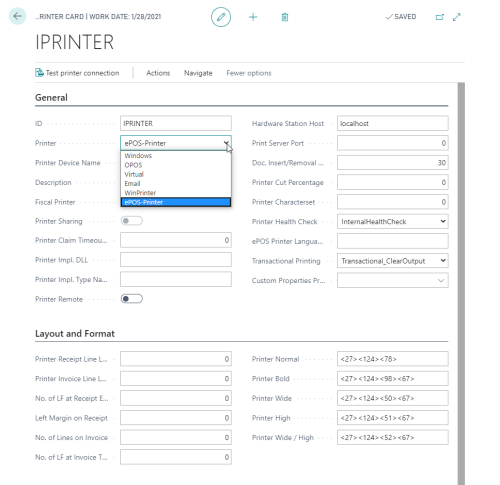 ...RINTER CARD | WORK DATE: 1/28/2021
SAVED
IPRINTER
Test printer connection
Actions
Navigate
Fewer options
General
ID
IPRINTER
Printer
ePOS-Printer
Windows
OPOS
Virtual
Email
WinPrinter
ePOS-Printer
Printer Device Name
Description
Fiscal Printer
Printer Sharing
Printer Claim Timeou...
0
Printer Impl. DLL
Printer Impl. Type Na...
Printer Remote
Hardware Station Host
localhost
Print Server Port
0
Doc. Insert/Removal ...
30
Printer Cut Percentage
0
Printer Characterset
0
Printer Health Check
InternalHealthCheck
ePOS Printer Langua...
Transactional Printing
Transactional_ClearOutput
Custom Properties Pr...
Layout and Format
Printer Receipt Line L...
0
Printer Invoice Line L...
0
No. of LF at Receipt E...
0
Left Margin on Receipt
0
No. of Lines on Invoice
0
No. of LF at Invoice T...
0
Printer Normal
<27><124><78>
Printer Bold
<27><124><98><67>
Printer Wide
<27><124><50><67>
Printer High
<27><124><51><67>
Printer Wide / High
<27><124><52><67>